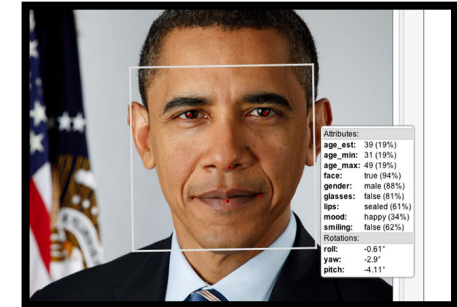 Attributes:
age_est: 39 (19%)
age_min: 31 (19%)
age_max: 49 (19%)
face: true (94%)
gender: male (88%)
glasses: false (81%)
lips: sealed (61%)
mood: happy (34%)
smiling: false (62%)
Rotations:
roll: -0.61°
yaw: -2.9°
pitch: -4.11°